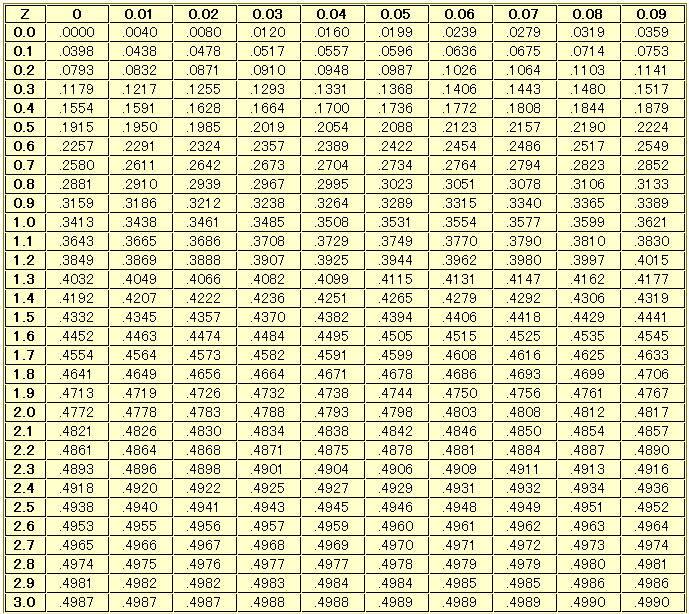 Z 0 0.01 0.02 0.03 0.04 0.05 0.06 0.07 0.08 0.09
0.0 .0000 .0040 .0080 .0120 .0160 .0199 .0239 .0279 .0319 .0359
0.1 .0398 .0438 .0478 .0517 .0557 .0596 .0636 .0675 .0714 .0753
0.2 .0793 .0832 .0871 .0910 .0948 .0987 .1026 .1064 .1103 .1141
0.3 .1179 .1217 .1255 .1293 .1331 .1368 .1406 .1443 .1480 .1517
0.4 .1554 .1591 .1628 .1664 .1700 .1736 .1772 .1808 .1844 .1879
0.5 .1915 .1950 .1985 .2019 .2054 .2088 .2123 .2157 .2190 .2224
0.6 .2257 .2291 .2324 .2357 .2389 .2422 .2454 .2486 .2517 .2549
0.7 .2580 .2611 .2642 .2673 .2704 .2734 .2764 .2794 .2823 .2852
0.8 .2881 .2910 .2939 .2967 .2995 .3023 .3051 .3078 .3106 .3133
0.9 .3159 .3186 .3212 .3238 .3264 .3289 .3315 .3340 .3365 .3389
1.0 .3413 .3438 .3461 .3485 .3508 .3531 .3554 .3577 .3599 .3621
1.1 .3643 .3665 .3686 .3708 .3729 .3749 .3770 .3790 .3810 .3830
1.2 .3849 .3869 .3888 .3907 .3925 .3944 .3962 .3980 .3997 .4015
1.3 .4032 .4049 .4066 .4082 .4099 .4115 .4131 .4147 .4162 .4177
1.4 .4192 .4207 .4222 .4236 .4251 .4265 .4279 .4292 .4306 .4319
1.5 .4332 .4345 .4357 .4370 .4382 .4394 .4406 .4418 .4429 .4441
1.6 .4452 .4463 .4474 .4484 .4495 .4505 .4515 .4525 .4535 .4545
1.7 .4554 .4564 .4573 .4582 .4591 .4599 .4608 .4616 .4625 .4633
1.8 .4641 .4649 .4656 .4664 .4671 .4678 .4686 .4693 .4699 .4706
1.9 .4713 .4719 .4726 .4732 .4738 .4744 .4750 .4756 .4761 .4767
2.0 .4772 .4778 .4783 .4788 .4793 .4798 .4803 .4808 .4812 .4817
2.1 .4821 .4826 .4830 .4834 .4838 .4842 .4846 .4850 .4854 .4857
2.2 .4861 .4864 .4868 .4871 .4875 .4878 .4881 .4884 .4887 .4890
2.3 .4893 .4896 .4898 .4901 .4904 .4906 .4909 .4911 .4913 .4916
2.4 .4918 .4920 .4922 .4925 .4927 .4929 .4931 .4932 .4934 .4936
2.5 .4938 .4940 .4941 .4943 .4945 .4946 .4948 .4949 .4951 .4952
2.6 .4953 .4955 .4956 .4957 .4959 .4960 .4961 .4962 .4963 .4964
2.7 .4965 .4966 .4967 .4968 .4969 .4970 .4971 .4972 .4973 .4974
2.8 .4974 .4975 .4976 .4977 .4977 .4978 .4979 .4979 .4980 .4981
2.9 .4981 .4982 .4982 .4983 .4984 .4984 .4985 .4985 .4986 .4986
3.0 .4987 .4987 .4987 .4988 .4988 .4989 .4989 .4989 .4990 .4990